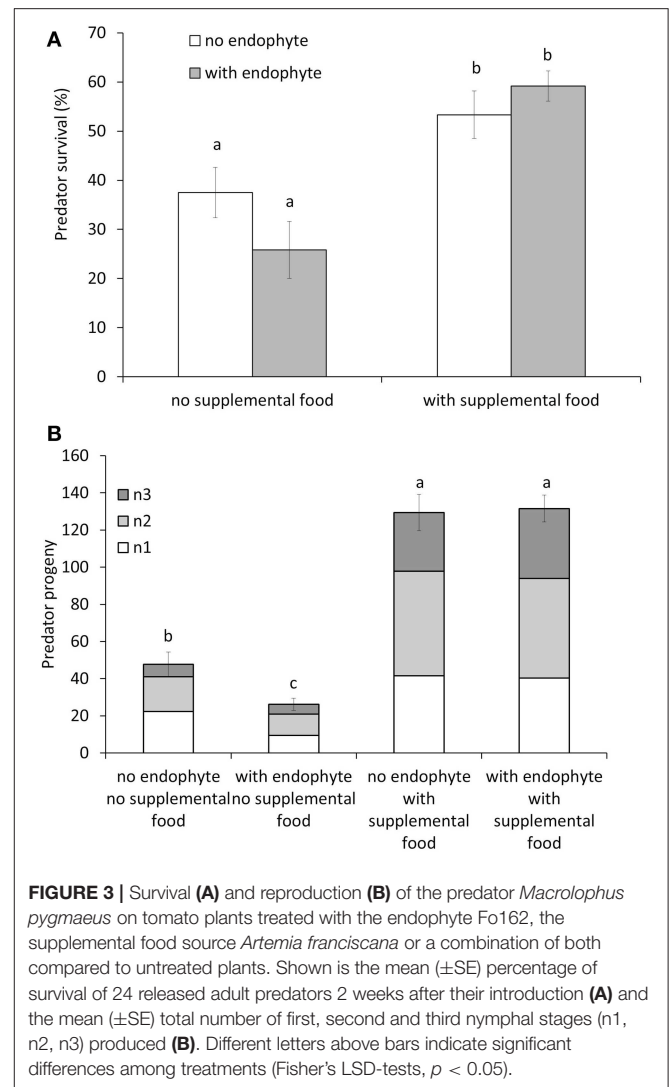 A
70
60
50
40
30
20
10
0
Predator survival (%)
no endophyte
with endophyte
a
a
b
b
no supplemental food
with supplemental food
B
160
140
120
100
80
60
40
20
0
Predator progeny
n3
n2
n1
b
c
a
a
no endophyte with endophyte no endophyte with endophyte
no supplemental no supplemental with with
food food supplemental supplemental
food food
FIGURE 3 | Survival (A) and reproduction (B) of the predator Macrolophus
pygmaeus on tomato plants treated with the endophyte Fo162, the
supplemental food source Artemia franciscana or a combination of both
compared to untreated plants. Shown is the mean (±SE) percentage of
survival of 24 released adult predators 2 weeks after their introduction (A) and
the mean (±SE) total number of first, second and third nymphal stages (n1,
n2, n3) produced (B). Different letters above bars indicate significant
differences among treatments (Fisher's LSD-tests, p < 0.05).